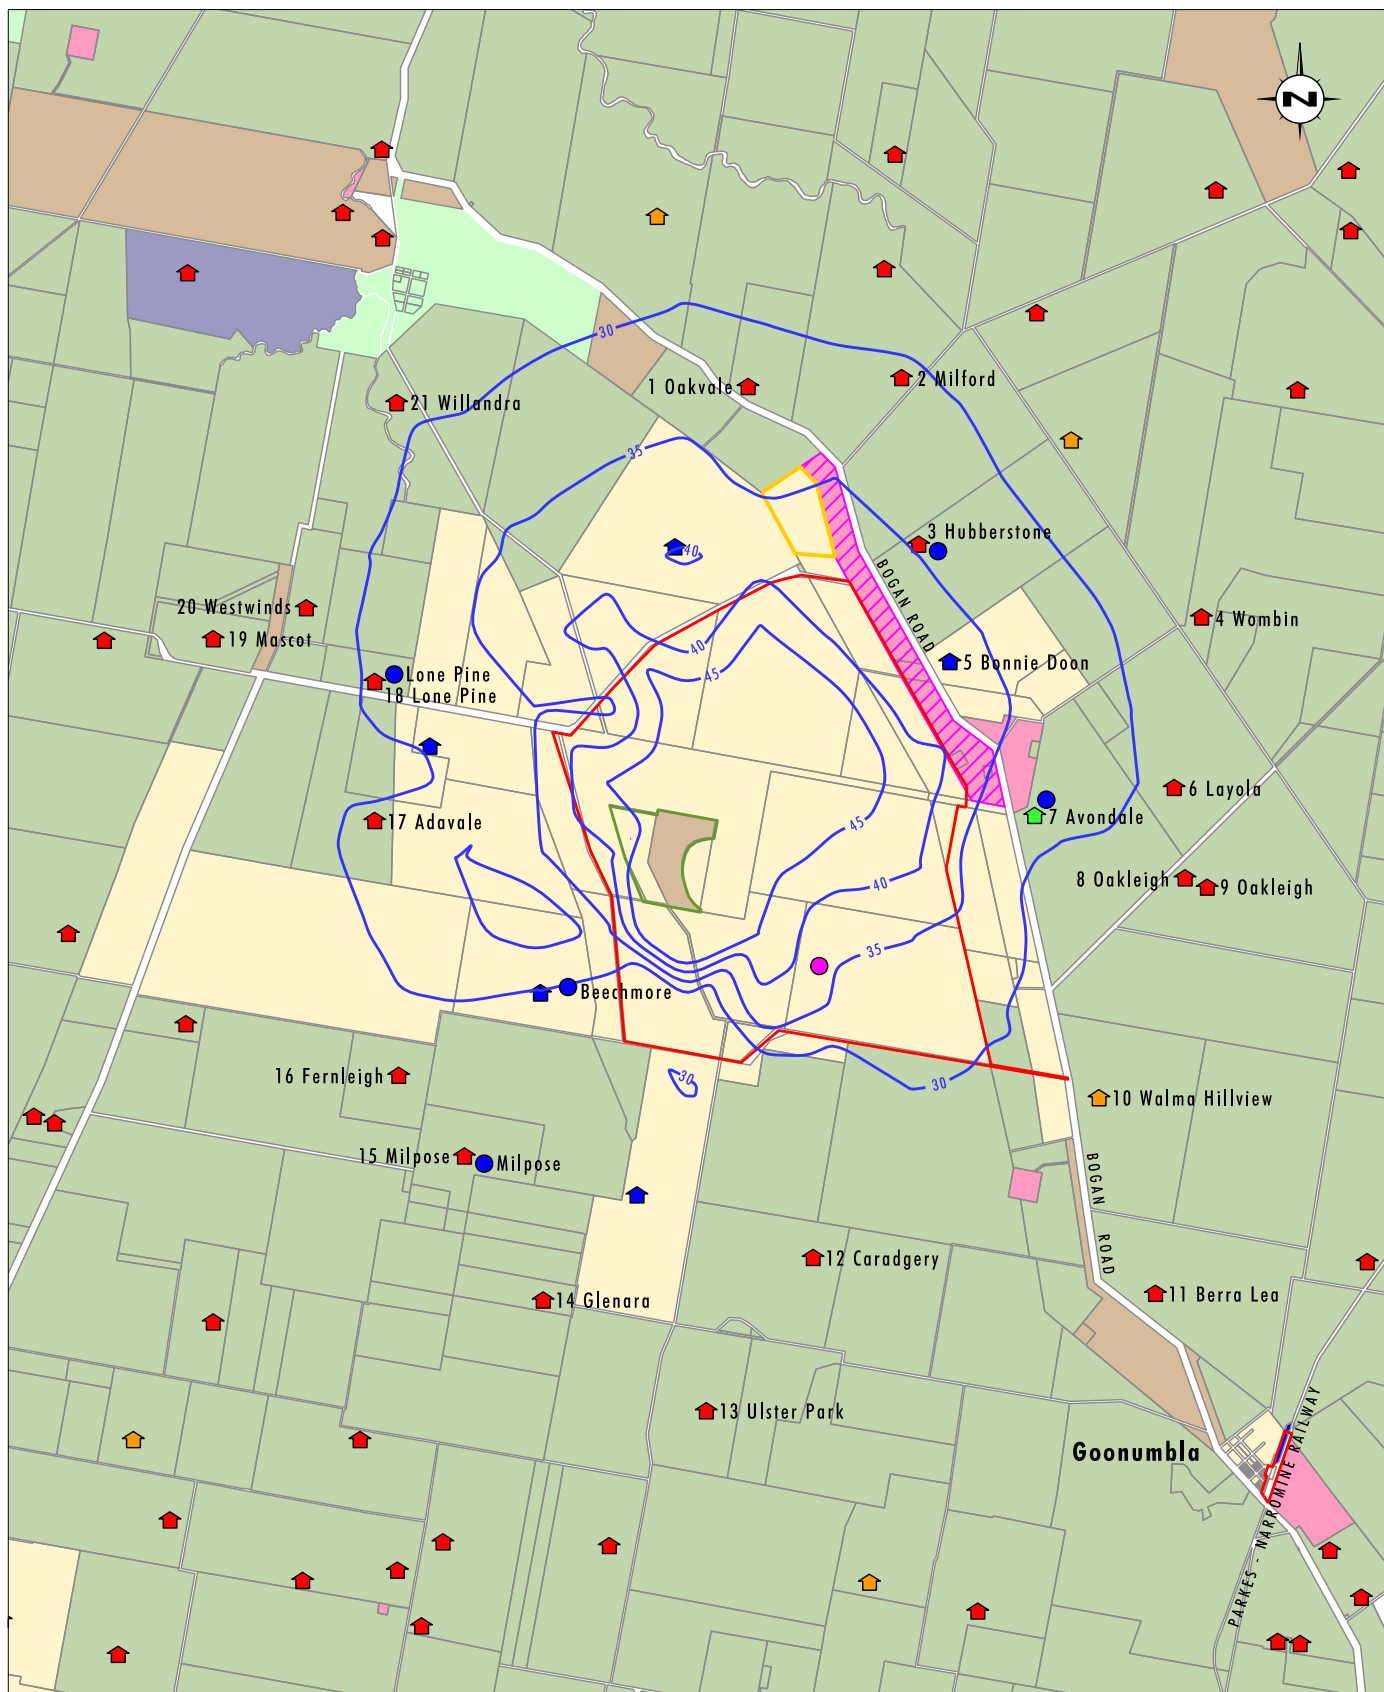 N
30
1 Oakvale
2 Milford
21 Willandra
35
3 Hubberstone
40
BOGAN ROAD
20 Westwinds
4 Wombin
19 Mascot
40
5 Bonnie Doon
Lone Pine
45
18 Lone Pine
6 Layola
17 Adavale
45
7 Avondale
8 Oakleigh
9 Oakleigh
40
35
Beechmore
16 Fernleigh
30
30
10 Walma Hillview
15 Milpose
Milpose
BOGAN
ROAD
12 Caradgery
11 Berra Lea
14 Glenara
13 Ulster Park
Goonumbla
PARKES - NARROMINE RAILWAY